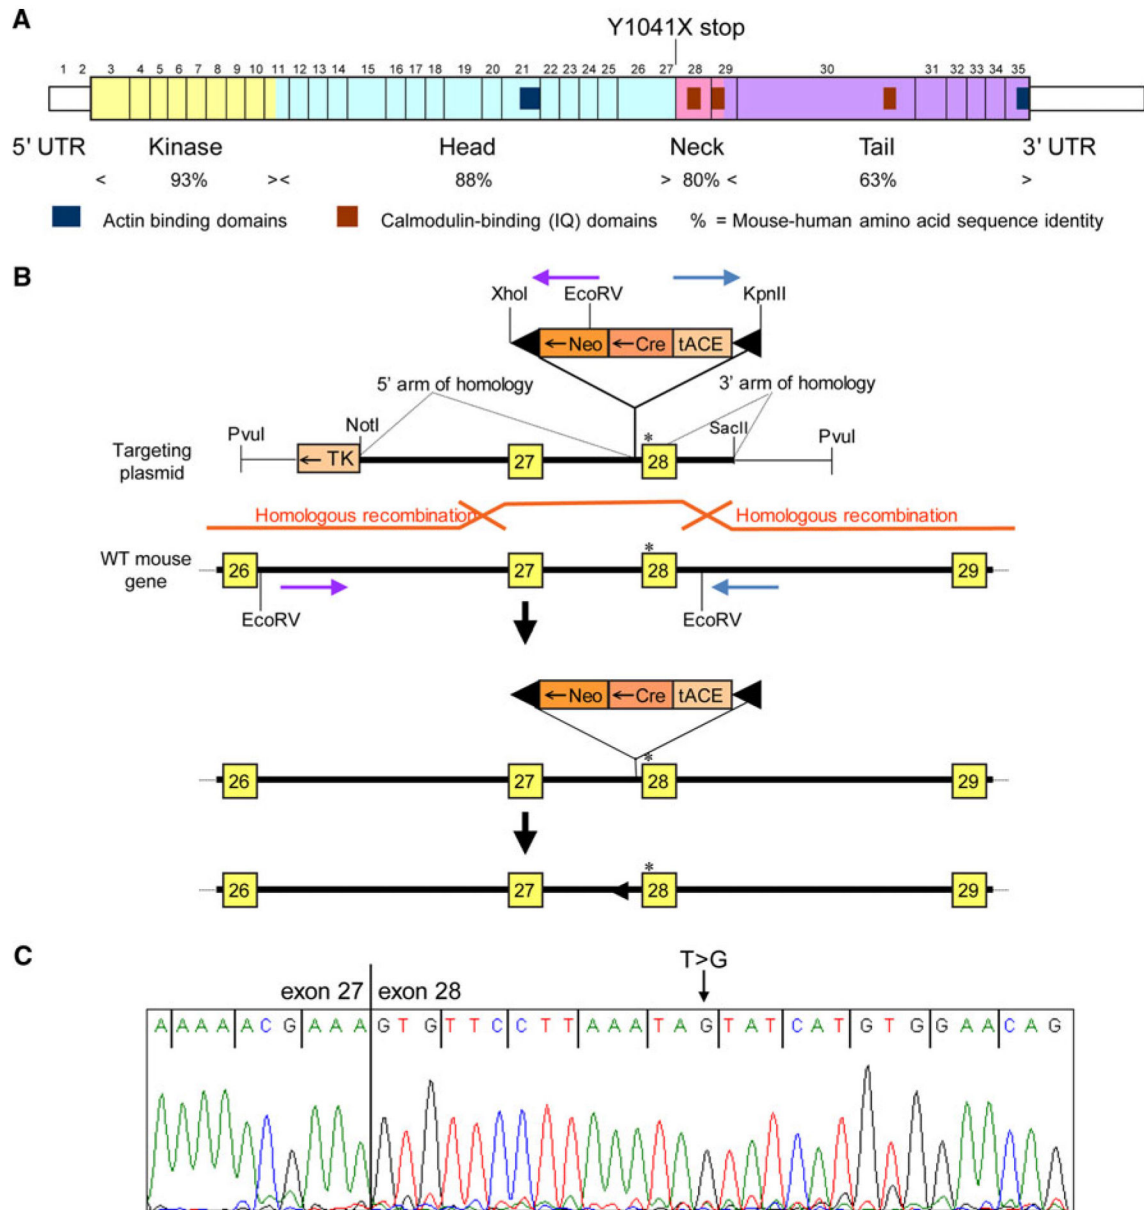 A
Y1041X stop
1 2 3 4 5 6 7 8 9 10 11 12 13 14 15 16 17 18 19 20 21 22 23 24 25 26 27 28 29 30 31 32 33 34 35
5' UTR Kinase Head Neck Tail 3' UTR
< 93% >< 88% > 80% < 63% >
Actin binding domains Calmodulin-binding (IQ) domains % = Mouse-human amino acid sequence identity
B
XhoI EcoRV KpnII
←Neo ←Cre tACE
5’ arm of homology 3’ arm of homology
PvuI NotI * SacII PvuI
Targeting plasmid
← TK 27 28
Homologous recombination Homologous recombination
WT mouse gene
*
26 27 28 29
EcoRV EcoRV
←Neo ←Cre tACE
*
26 27 28 29
*
26 27 28 29
C
T>G
exon 27 exon 28
A A A A A C G A A A G T G T T C C T T A A A T A G T A T C A T G T G G A A C A G